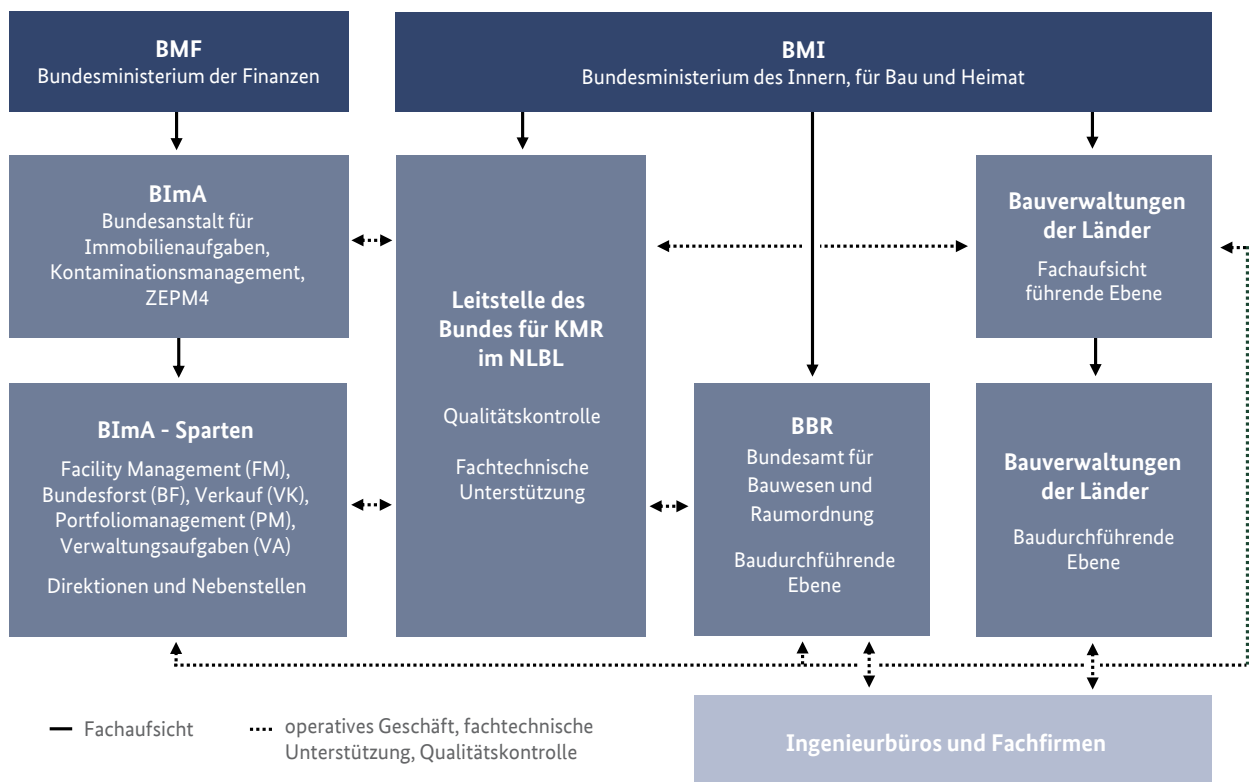 BMF
Bundesministerium der Finanzen
BMI
Bundesministerium des Innern, für Bau und Heimat
BImA
Bundesanstalt für
Immobilienaufgaben,
Kontaminationsmanagement,
ZEPM4
Leitstelle des
Bundes für KMR
im NLBL
Qualitätskontrolle
Fachtechnische
Unterstützung
Bauverwaltungen
der Länder
Fachaufsicht
führende Ebene
BImA - Sparten
Facility Management (FM),
Bundesforst (BF), Verkauf (VK),
Portfoliomanagement (PM),
Verwaltungsaufgaben (VA)
Direktionen und Nebenstellen
BBR
Bundesamt für
Bauwesen und
Raumordnung
Baudurchführende
Ebene
Bauverwaltungen
der Länder
Baudurchführende
Ebene
Fachaufsicht
operatives Geschäft, fachtechnische
Unterstützung, Qualitätskontrolle
Ingenieurbüros und Fachfirmen